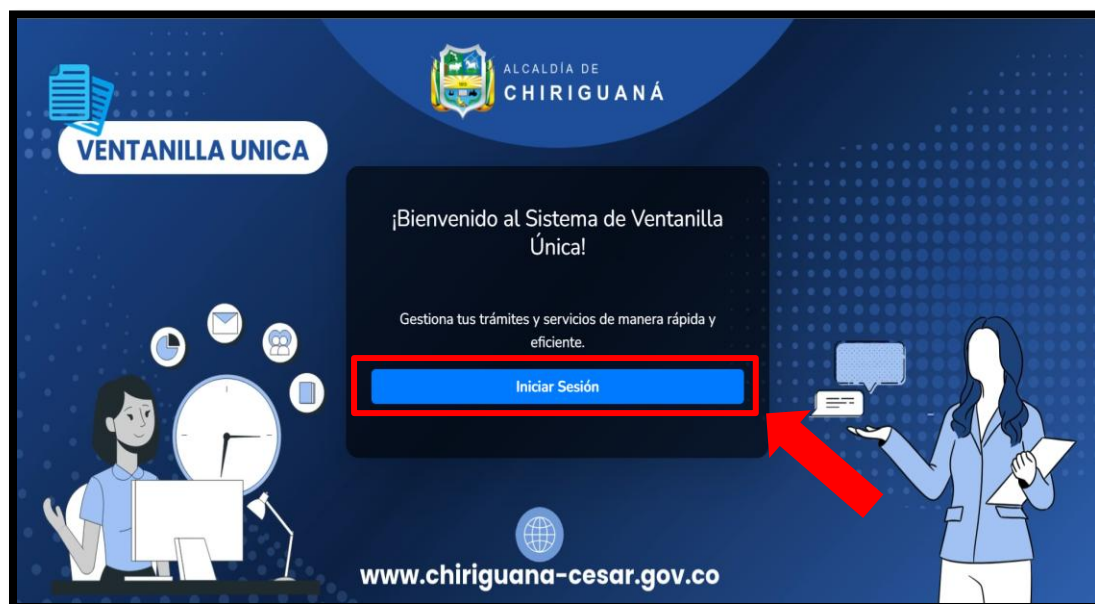 ALCALDÍA DE
CHIRIGUANÁ
VENTANILLA UNICA
¡Bienvenido al Sistema de Ventanilla
Única!
Gestiona tus trámites y servicios de manera rápida y
eficiente.
Iniciar Sesión
www.chiriguana-cesar.gov.co